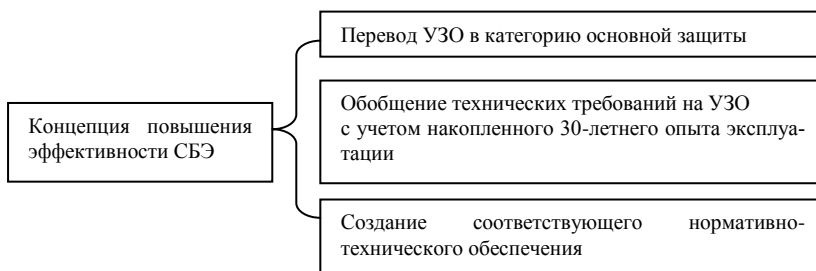 Перевод УЗО в категорию основной защиты
Концепция повышения
эффективности СБЭ
Обобщение технических требований на УЗО
с учетом накопленного 30-летнего опыта эксплуа-
тации
Создание соответствующего нормативно-
технического обеспечения